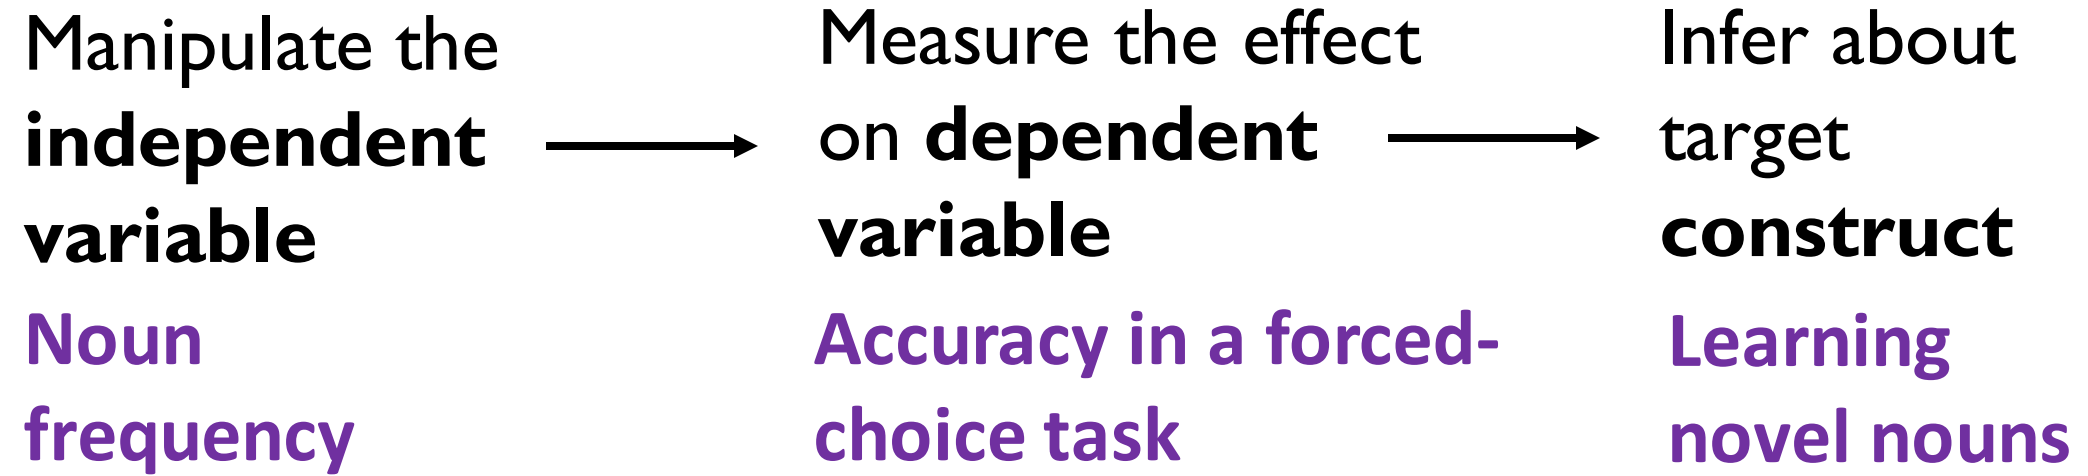 Manipulate the
independent
variable
Noun
frequency
Measure the effect
on dependent
variable
Accuracy in a forced-
choice task
Infer about
target
construct
Learning
novel nouns